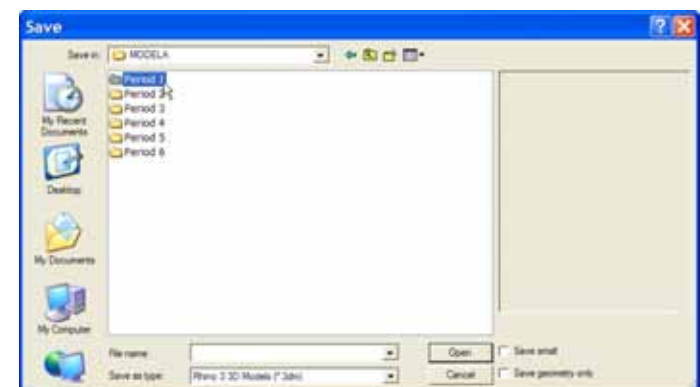 Save
Save in: MODELA
Period 1
Period 2
Period 3
Period 4
Period 5
Period 6
My Recent
Documents
Desktop
My Documents
My Computer
File name:
Open
Save small
Save as type: Rhino 3 3D Models (*.3dm)
Cancel
Save geometry only